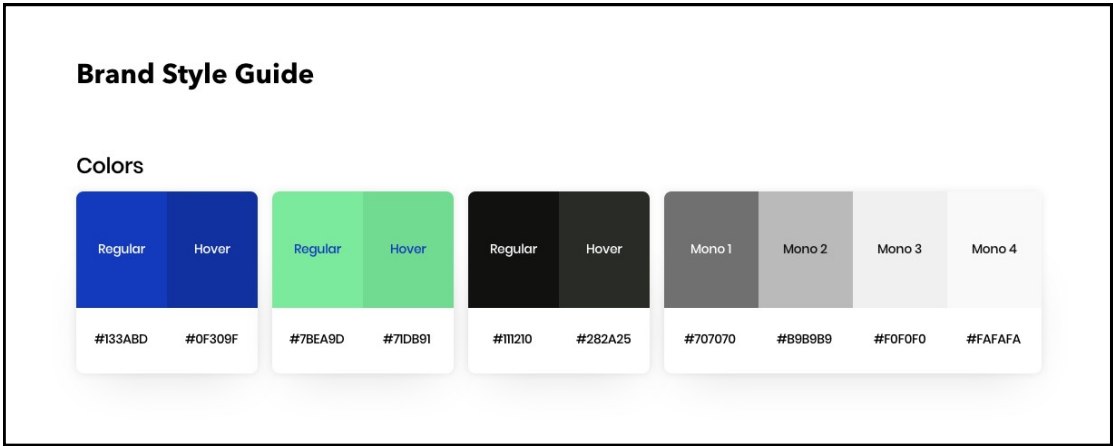 Brand Style Guide
Colors
Regular Hover Regular Hover Regular Hover Mono 1 Mono 2 Mono 3 Mono 4
#133ABD #0F309F #7BEA9D #71DB91 #111210 #282A25 #707070 #B9B9B9 #F0F0F0 #FAFAFA